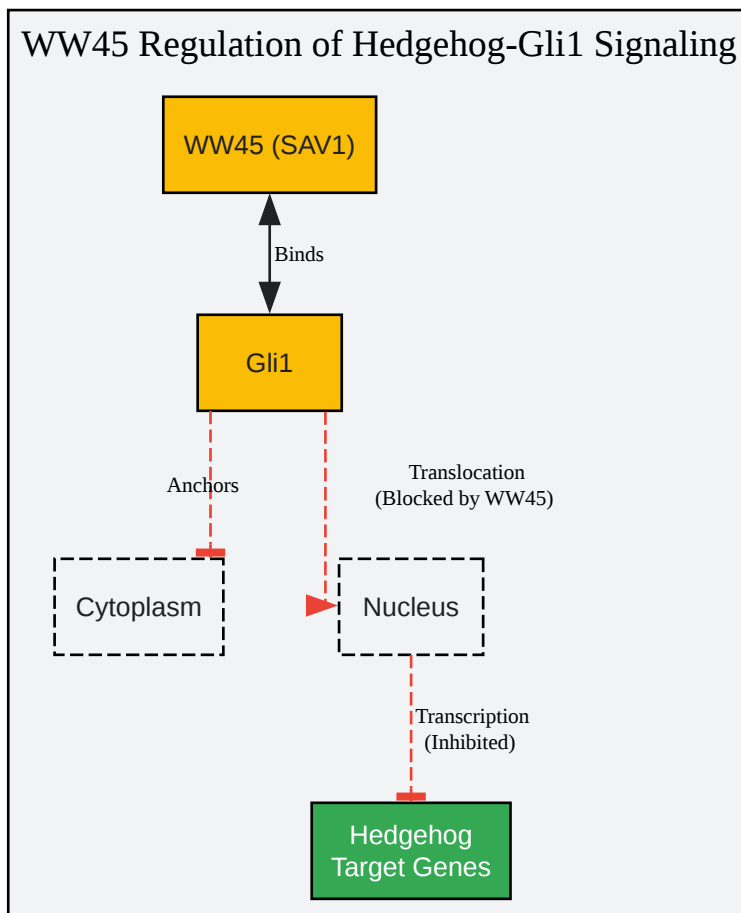 WW45 Regulation of Hedgehog-Gli1 Signaling
WW45 (SAV1)
Binds
Gli1
Anchors
Translocation
(Blocked by WW45)
Cytoplasm
Nucleus
Transcription
(Inhibited)
Hedgehog
Target Genes